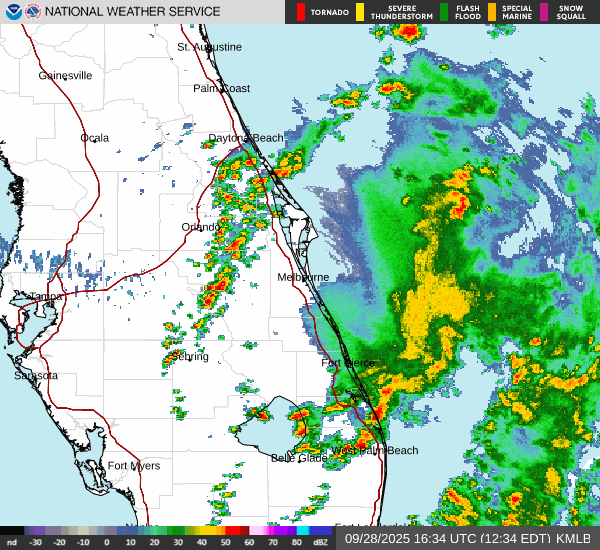 NATIONAL WEATHER SERVICE
TORNADO
SEVERE
THUNDERSTORM
FLASH
FLOOD
SPECIAL
MARINE
SNOW
SQUALL
St. Augustine
Gainesville
Palm Coast
Ocala
Daytona Beach
Orlando
Melbourne
Tampa
Sebring
Fort Pierce
Sarasota
West Palm Beach
Belle Glade
Fort Myers
nd -30 -20 -10 0 10 20 30 40 50 60 70 80 dBZ
09/28/2025 16:34 UTC (12:34 EDT) KMLB